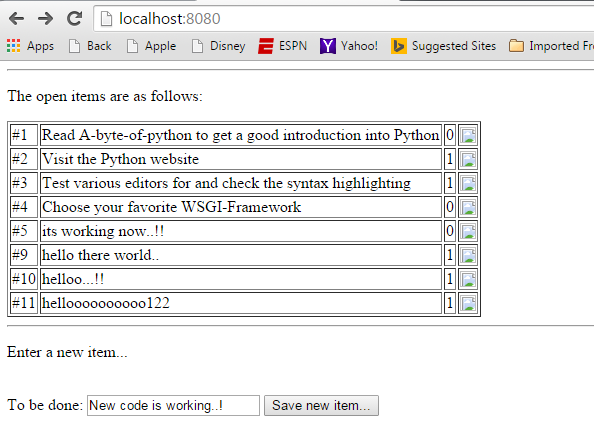 localhost:8080
Apps Back Apple Disney ESPN Yahoo! Suggested Sites Imported Fr
The open items are as follows:
#1 Read A-byte-of-python to get a good introduction into Python 0
#2 Visit the Python website 1
#3 Test various editors for and check the syntax highlighting 1
#4 Choose your favorite WSGI-Framework 0
#5 its working now..!! 0
#9 hello there world.. 1
#10 helloo...!! 1
#11 helloooooooooo122 1
Enter a new item...
To be done: New code is working..! Save new item...